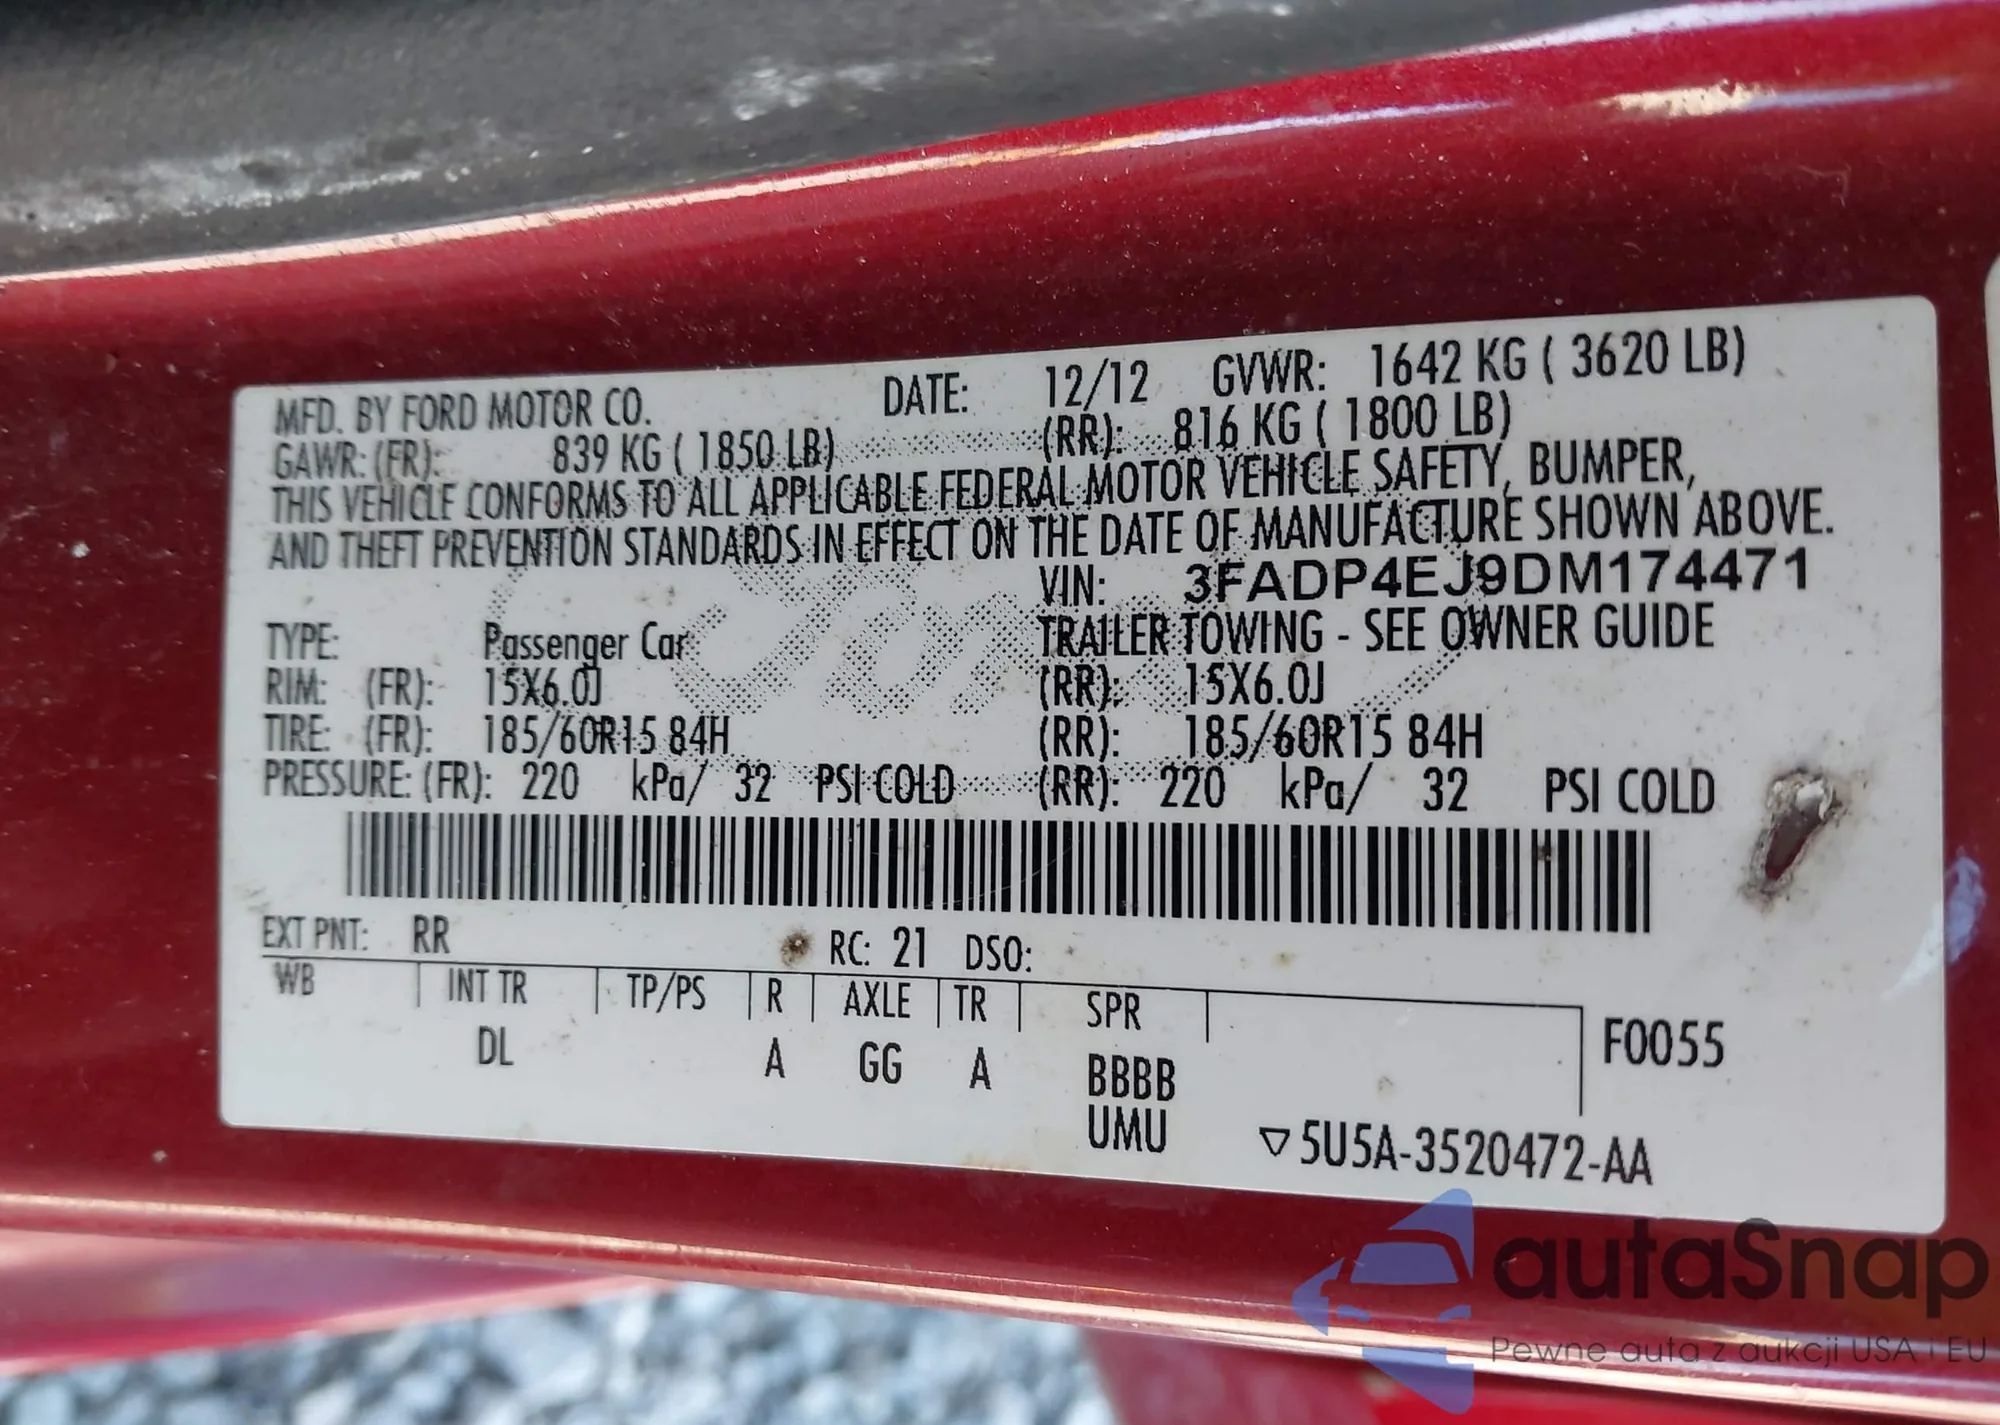 MFD. BY FORD MOTOR CO. DATE: 12/12 GVWR: 1642 KG ( 3620 LB)
GAWR: (FR): 839 KG ( 1850 LB) (RR): 816 KG ( 1800 LB)
THIS VEHICLE CONFORMS TO ALL APPLICABLE FEDERAL MOTOR VEHICLE SAFETY, BUMPER,
AND THEFT PREVENTION STANDARDS IN EFFECT ON THE DATE OF MANUFACTURE SHOWN ABOVE.
VIN: 3FADP4EJ9DM174471
TYPE: Passenger Car TRAILER TOWING - SEE OWNER GUIDE
RIM: (FR): 15X6.0J (RR): 15X6.0J
TIRE: (FR): 185/60R15 84H (RR): 185/60R15 84H
PRESSURE: (FR): 220 kPa/ 32 PSI COLD (RR): 220 kPa/ 32 PSI COLD
EXT PNT: RR RC: 21 DSO:
WB INT TR TP/PS R AXLE TR SPR
F0055
DL A GG A BBBB
UMU
▽5U5A-3520472-AA
autaSnap
Pewne auta z aukcji USA i EU